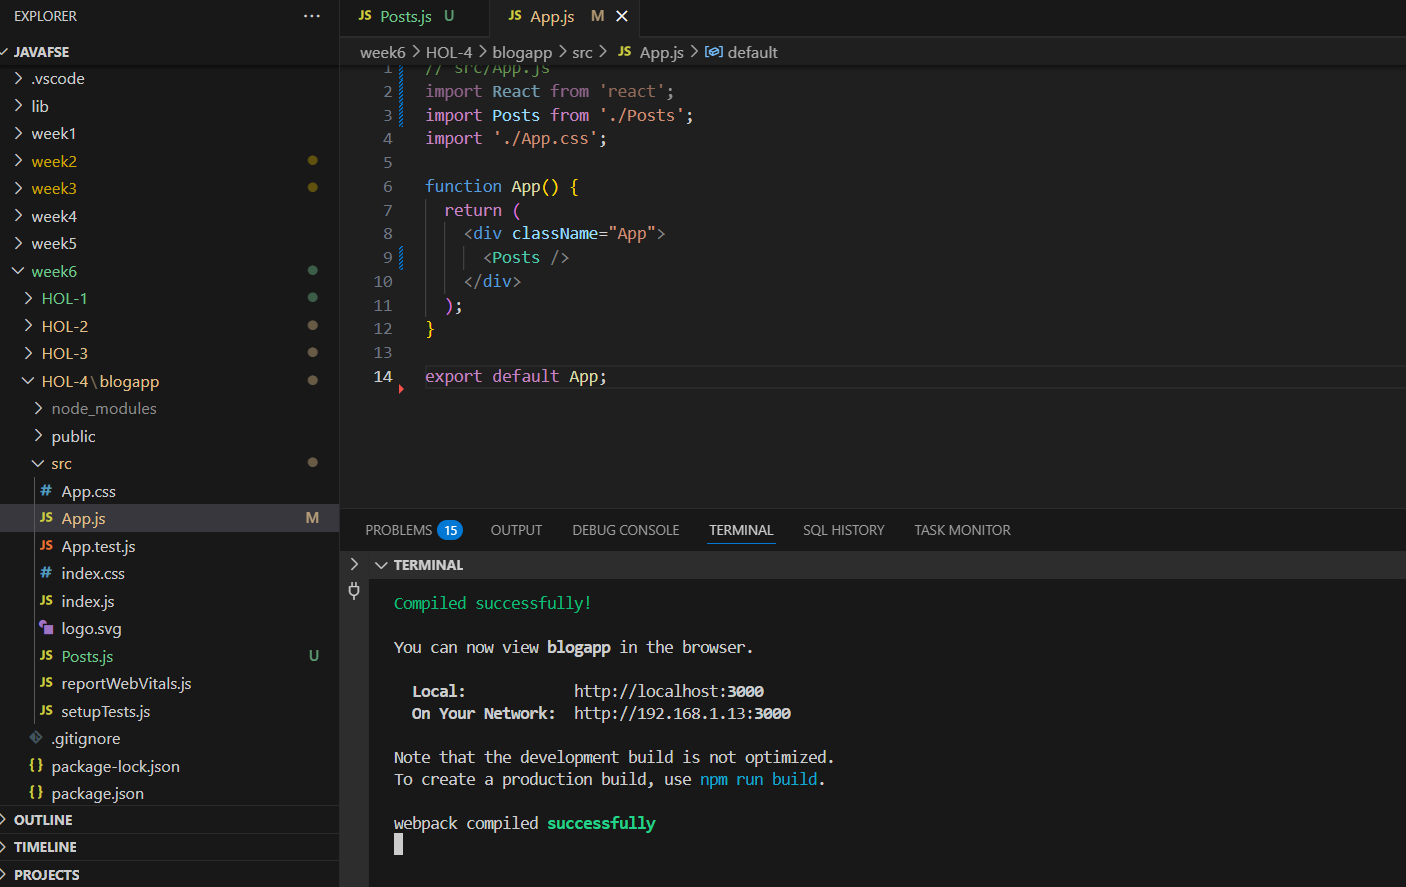 EXPLORER
JAVAFSE
.vscode
lib
week1
week2
week3
week4
week5
week6
HOL-1
HOL-2
HOL-3
HOL-4\blogapp
node_modules
public
src
# App.css
JS App.js M
JS App.test.js
# index.css
JS index.js
logo.svg
JS Posts.js U
JS reportWebVitals.js
JS setupTests.js
.gitignore
{} package-lock.json
{} package.json
OUTLINE
TIMELINE
PROJECTS
JS Posts.js U JS App.js M
week6 > HOL-4 > blogapp > src > JS App.js > default
1 // src/App.js
2 import React from 'react';
3 import Posts from './Posts';
4 import './App.css';
5
6 function App() {
7 return (
8 <div className="App">
9 <Posts />
10 </div>
11 );
12 }
13
14 export default App;
PROBLEMS 15 OUTPUT DEBUG CONSOLE TERMINAL SQL HISTORY TASK MONITOR
TERMINAL
Compiled successfully!
You can now view blogapp in the browser.
Local: http://localhost:3000
On Your Network: http://192.168.1.13:3000
Note that the development build is not optimized.
To create a production build, use npm run build.
webpack compiled successfully